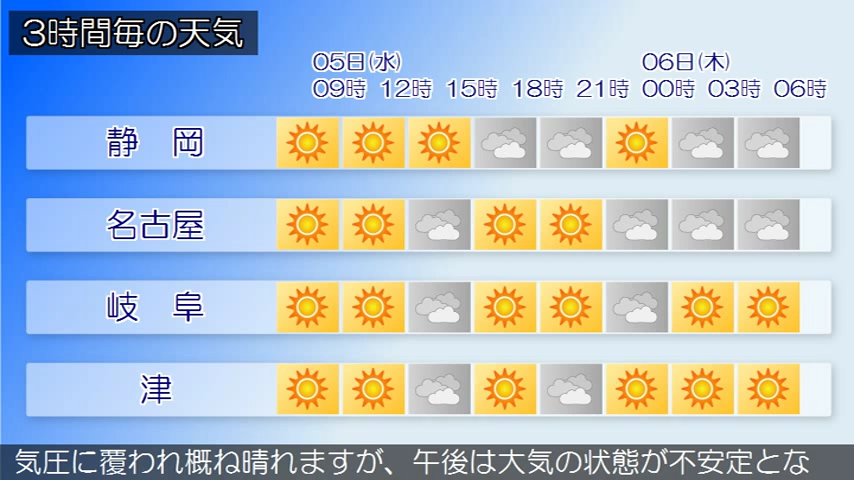 3時間毎の天気
05日(水) 06日(木)
09時 12時 15時 18時 21時 00時 03時 06時
静 岡
名古屋
岐 阜
津
気圧に覆われ概ね晴れますが、午後は大気の状態が不安定とな